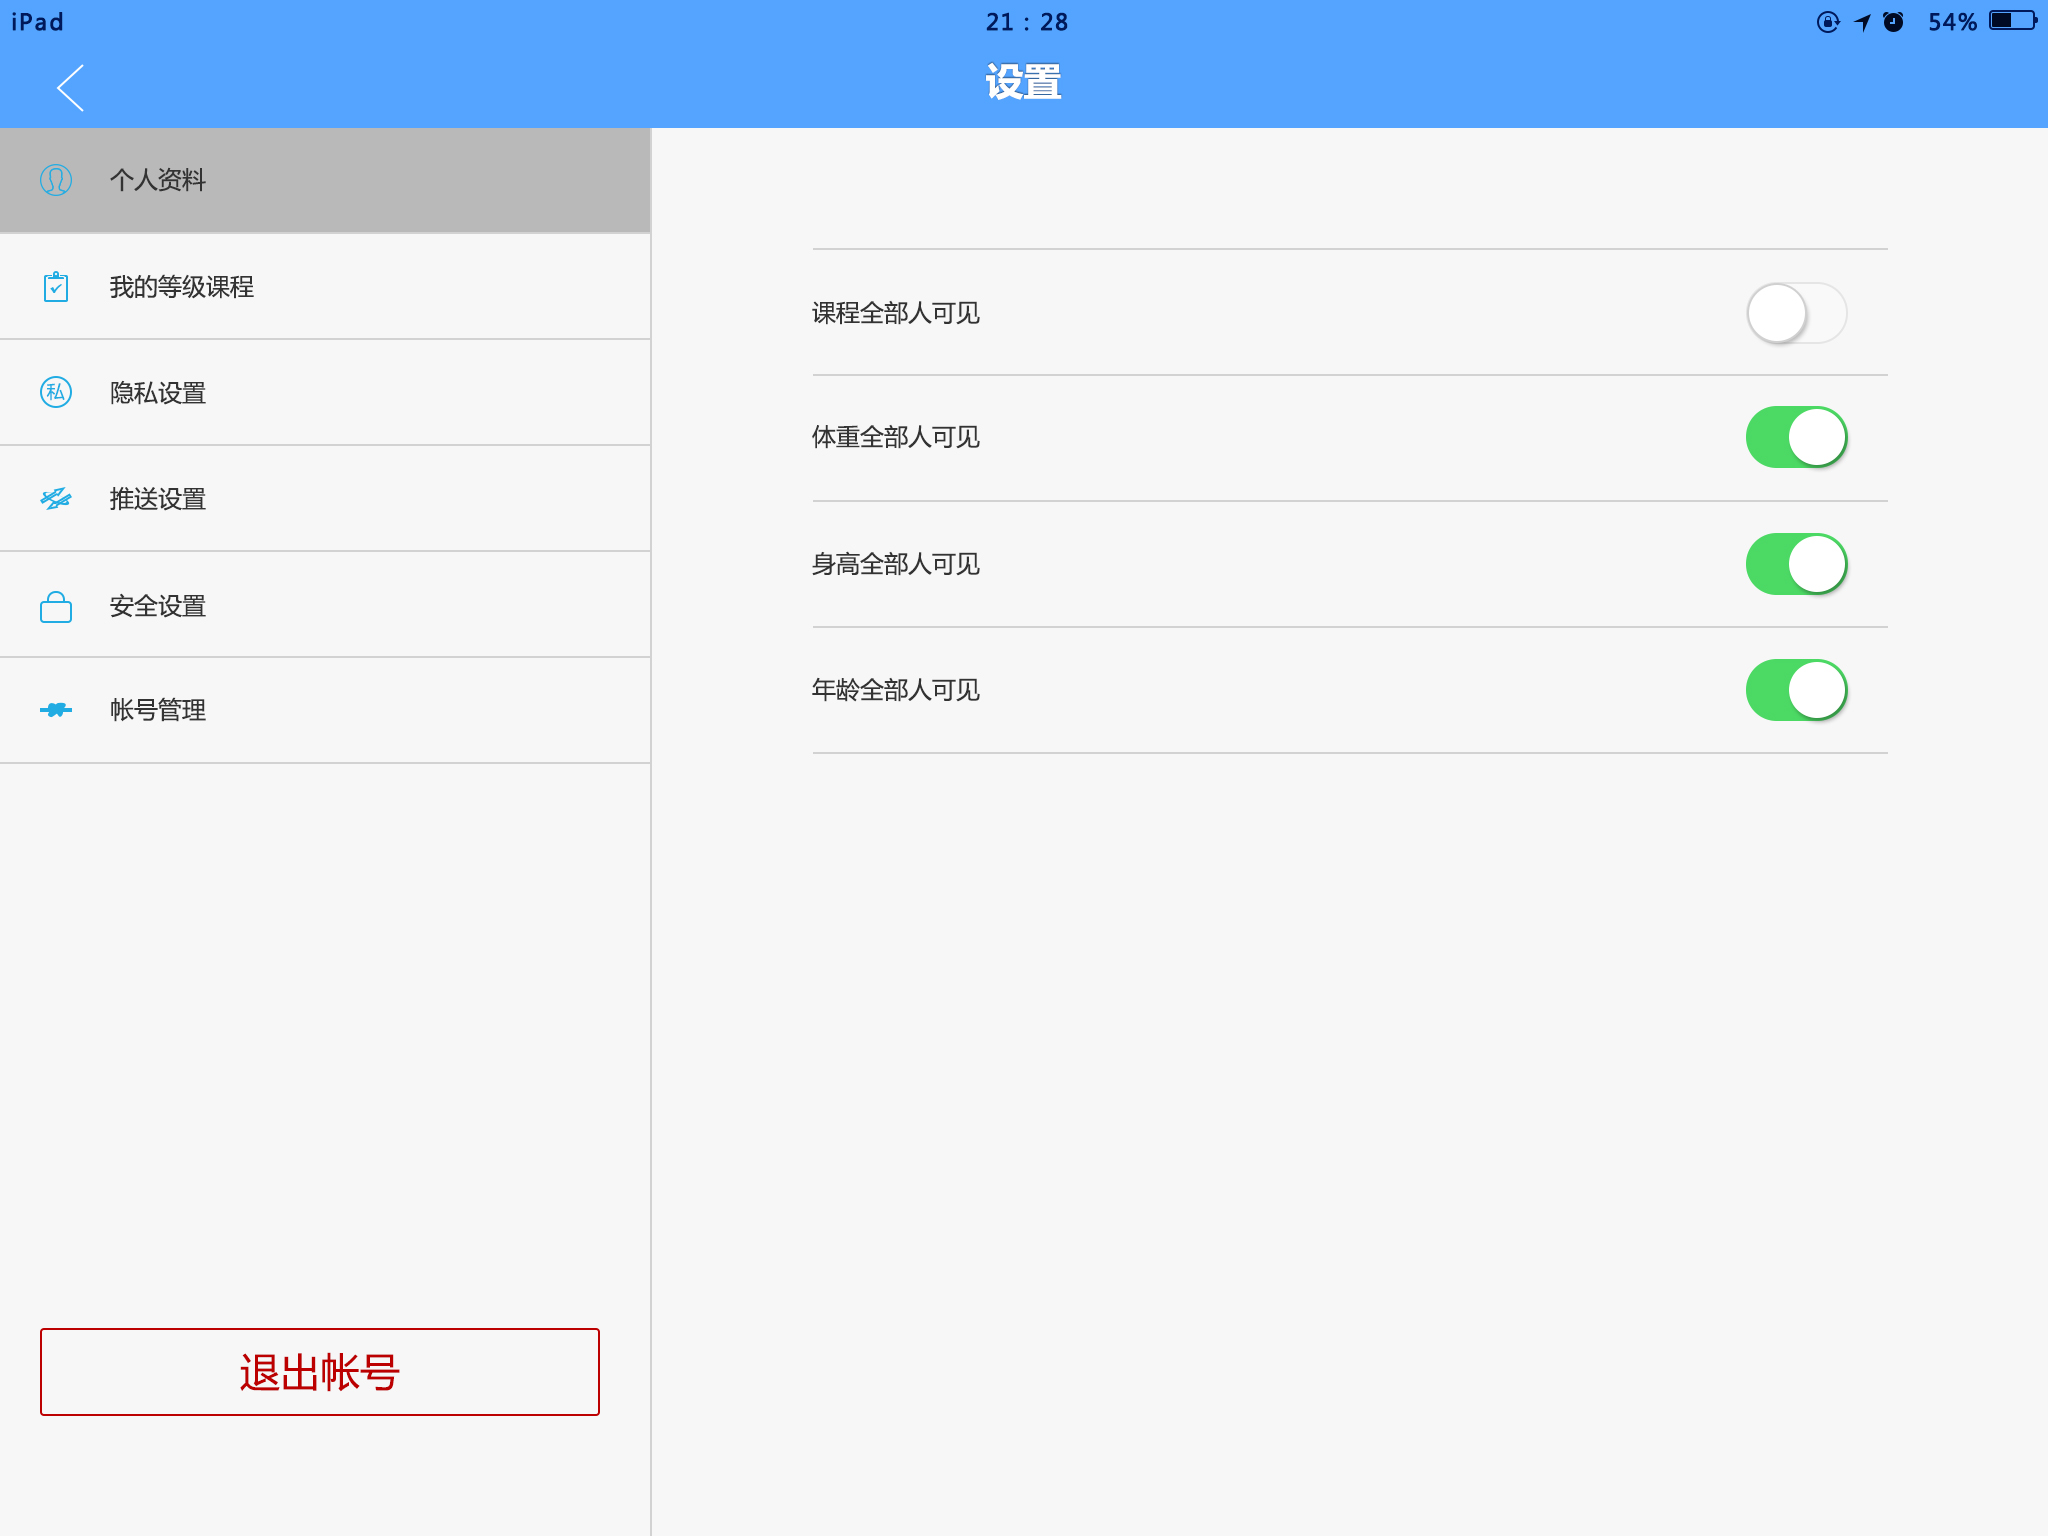 iPad
21：28
54%
设置
个人资料
我的等级课程
私
隐私设置
推送设置
安全设置
帐号管理
退出帐号
课程全部人可见
体重全部人可见
身高全部人可见
年龄全部人可见